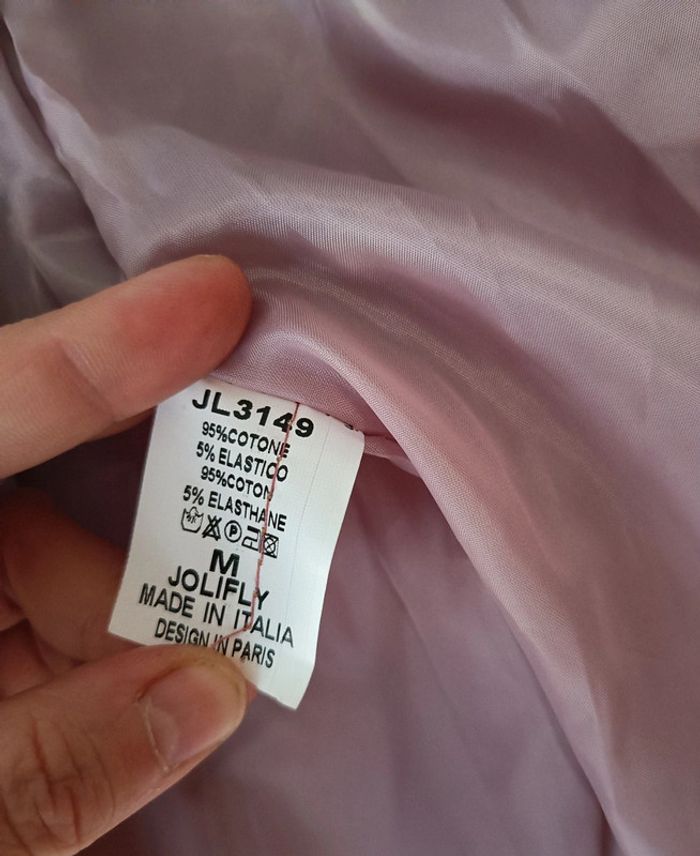 JL3149
95%COTONE
5% ELASTICO
95%COTON
5% ELASTHANE
M
JOLIFLY
MADE IN ITALIA
DESIGN IN PARIS